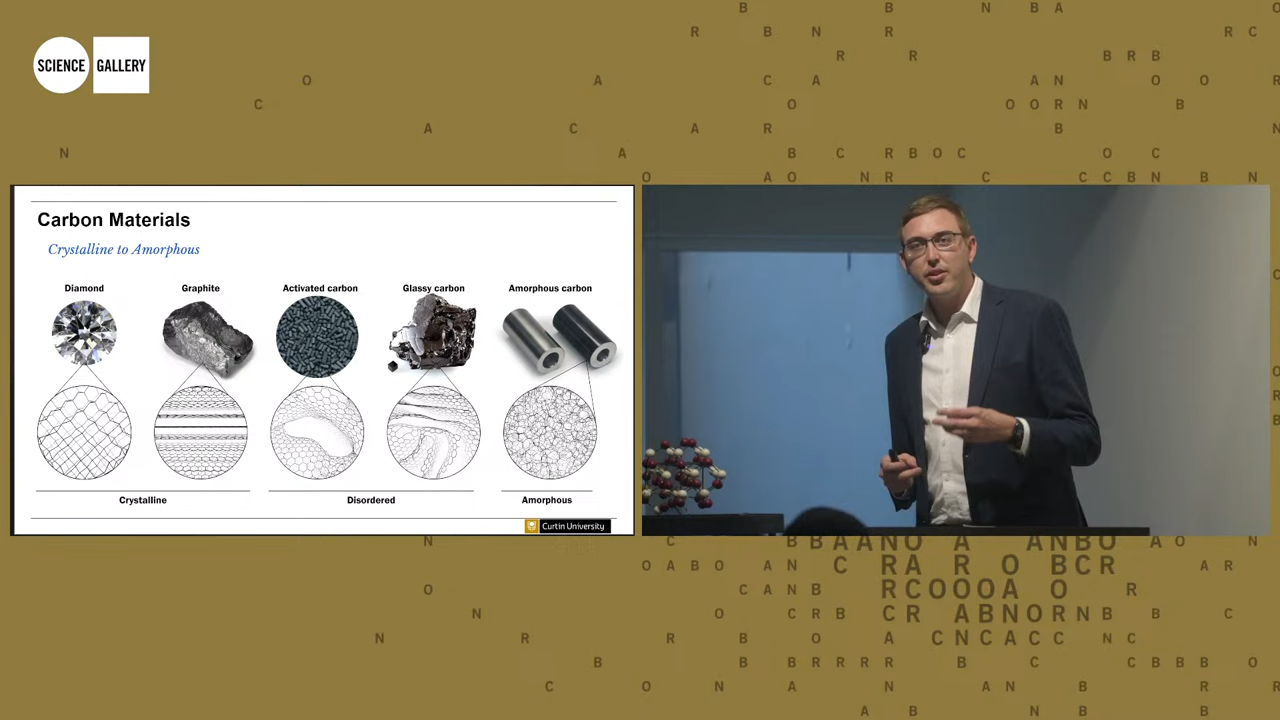 B B N B A O
R B N R R C
R R B R B
SCIENCE GALLERY
O A C A A N O O R
C O O O R N B
A C A R B N
N A B C R B O C O C
O A O N R C C C B N B N
Carbon Materials
Crystalline to Amorphous
Diamond Graphite Activated carbon Glassy carbon Amorphous carbon
Crystalline Disordered Amorphous
Curtin University
C
O
R
B
N C B B A A N O A A N B O A O N
O A B O A N C R A R O B C R A R
O C A N B R C O O O A O R
N O C R B C R A B N O R N B B C
N R R B O A C N C A C C N C
B B B R R R R B C C B B B O
C O N A N A N B R R
A B N B B